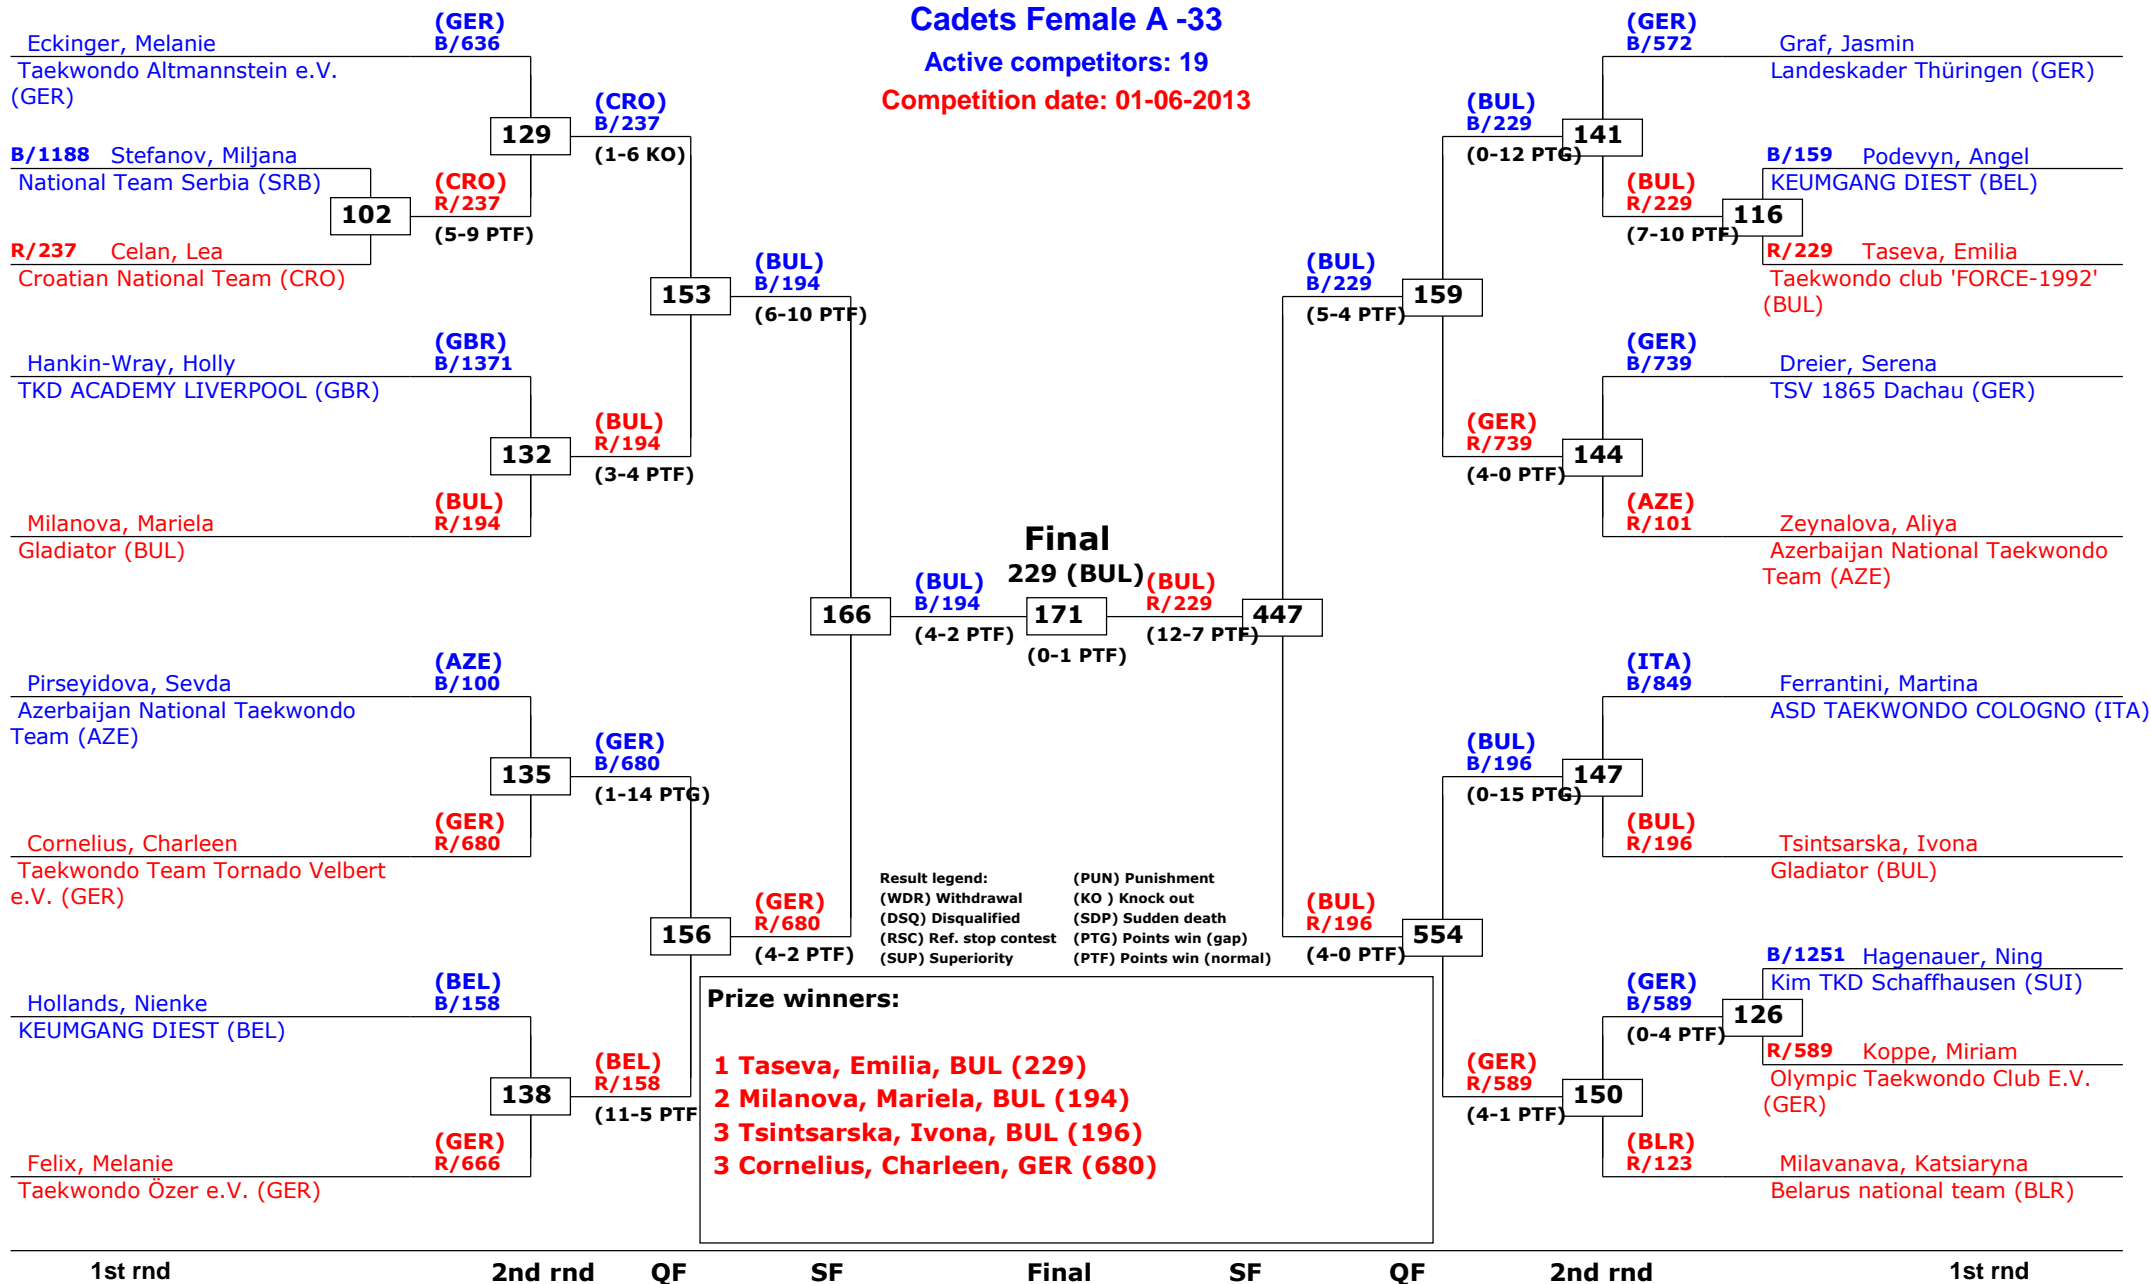 Cadets Female A -33
Active competitors: 19
Competition date: 01-06-2013
(GER)
B/636
Eckinger, Melanie
Taekwondo Altmannstein e.V.
(GER)
129
(CRO)
B/237
(1-6 KO)
B/1188 Stefanov, Miljana
National Team Serbia (SRB)
102
(CRO)
R/237
(5-9 PTF)
R/237 Celan, Lea
Croatian National Team (CRO)
153
(BUL)
B/194
(6-10 PTF)
(GBR)
B/1371
Hankin-Wray, Holly
TKD ACADEMY LIVERPOOL (GBR)
132
(BUL)
R/194
(3-4 PTF)
(BUL)
R/194
Milanova, Mariela
Gladiator (BUL)
166
(BUL)
B/194
(4-2 PTF)
(AZE)
B/100
Pirseyidova, Sevda
Azerbaijan National Taekwondo
Team (AZE)
135
(GER)
B/680
(1-14 PTG)
(GER)
R/680
Cornelius, Charleen
Taekwondo Team Tornado Velbert
e.V. (GER)
156
(GER)
R/680
(4-2 PTF)
(BEL)
B/158
Hollands, Nienke
KEUMGANG DIEST (BEL)
138
(BEL)
R/158
(11-5 PTF
(GER)
R/666
Felix, Melanie
Taekwondo Özer e.V. (GER)
Final
229 (BUL)
171
(0-1 PTF)
(BUL)
R/229
(12-7 PTF)
447
(GER)
B/572
Graf, Jasmin
Landeskader Thüringen (GER)
(BUL)
B/229
(0-12 PTG)
141
B/159 Podevyn, Angel
KEUMGANG DIEST (BEL)
(BUL)
R/229
(7-10 PTF)
116
R/229 Taseva, Emilia
Taekwondo club 'FORCE-1992'
(BUL)
(BUL)
B/229
(5-4 PTF)
159
(GER)
B/739
Dreier, Serena
TSV 1865 Dachau (GER)
(GER)
R/739
(4-0 PTF)
144
(AZE)
R/101
Zeynalova, Aliya
Azerbaijan National Taekwondo
Team (AZE)
(ITA)
B/849
Ferrantini, Martina
ASD TAEKWONDO COLOGNO (ITA)
(BUL)
B/196
(0-15 PTG)
147
(BUL)
R/196
Tsintsarska, Ivona
Gladiator (BUL)
(BUL)
R/196
(4-0 PTF)
554
B/1251 Hagenauer, Ning
Kim TKD Schaffhausen (SUI)
(GER)
B/589
(0-4 PTF)
126
R/589 Koppe, Miriam
Olympic Taekwondo Club E.V.
(GER)
(GER)
R/589
(4-1 PTF)
150
(BLR)
R/123
Milavanava, Katsiaryna
Belarus national team (BLR)
Result legend: (PUN) Punishment
(WDR) Withdrawal (KO ) Knock out
(DSQ) Disqualified (SDP) Sudden death
(RSC) Ref. stop contest (PTG) Points win (gap)
(SUP) Superiority (PTF) Points win (normal)
Prize winners:
1 Taseva, Emilia, BUL (229)
2 Milanova, Mariela, BUL (194)
3 Tsintsarska, Ivona, BUL (196)
3 Cornelius, Charleen, GER (680)
1st rnd 2nd rnd QF SF Final SF QF 2nd rnd 1st rnd